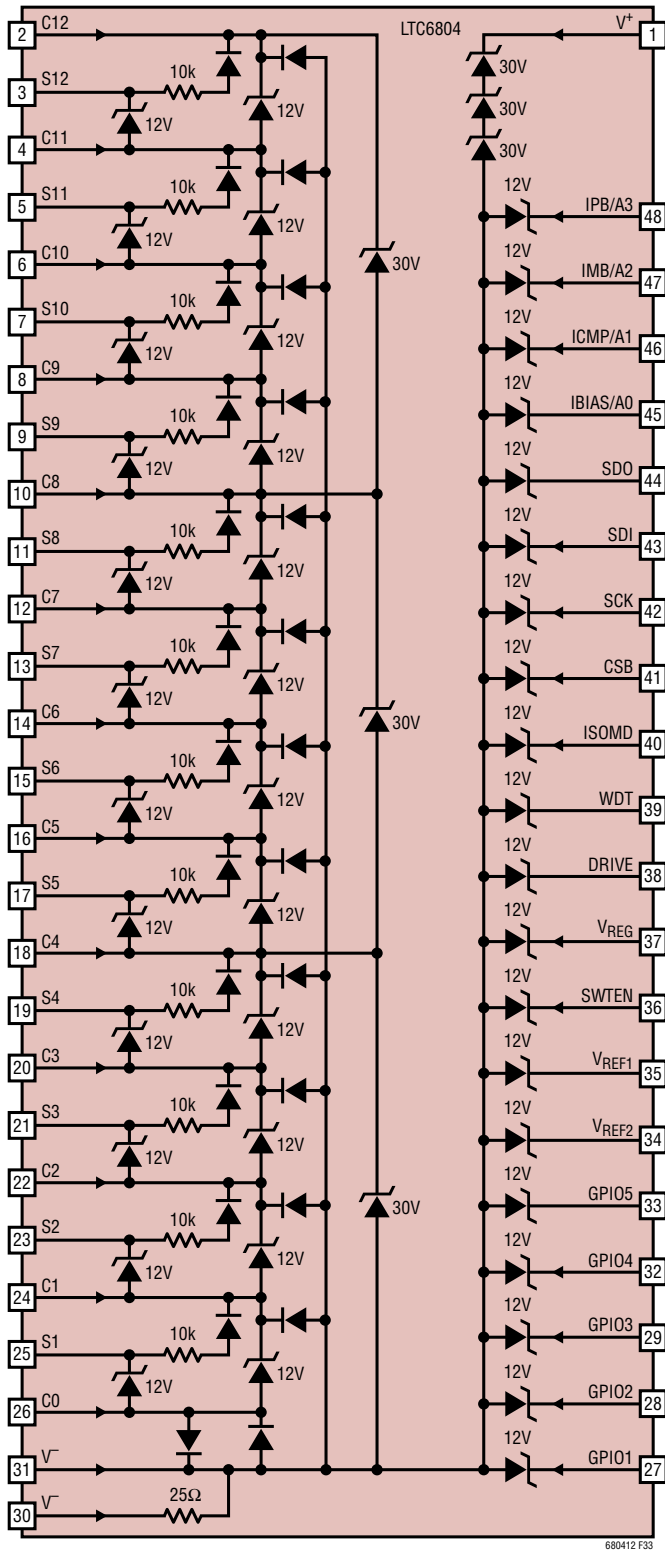 LTC6804
2 C12
V+ 1
30V
30V
30V
3 S12
10k
12V
12V
4 C11
5 S11
10k
12V
12V
6 C10
30V
7 S10
10k
12V
12V
8 C9
9 S9
10k
12V
12V
10 C8
11 S8
10k
12V
12V
12 C7
13 S7
10k
12V
12V
14 C6
30V
15 S6
10k
12V
12V
16 C5
17 S5
10k
12V
12V
18 C4
19 S4
10k
12V
12V
20 C3
21 S3
10k
12V
12V
22 C2
30V
23 S2
10k
12V
12V
24 C1
25 S1
10k
12V
12V
26 C0
31 V–
30 V–
25Ω
12V
IPB/A3 48
12V
IMB/A2 47
12V
ICMP/A1 46
12V
IBIAS/A0 45
12V
SDO 44
12V
SDI 43
12V
SCK 42
12V
CSB 41
12V
ISOMD 40
12V
WDT 39
12V
DRIVE 38
12V
VREG 37
12V
SWTEN 36
12V
VREF1 35
12V
VREF2 34
12V
GPIO5 33
12V
GPIO4 32
12V
GPIO3 29
12V
GPIO2 28
12V
GPIO1 27
680412 F33